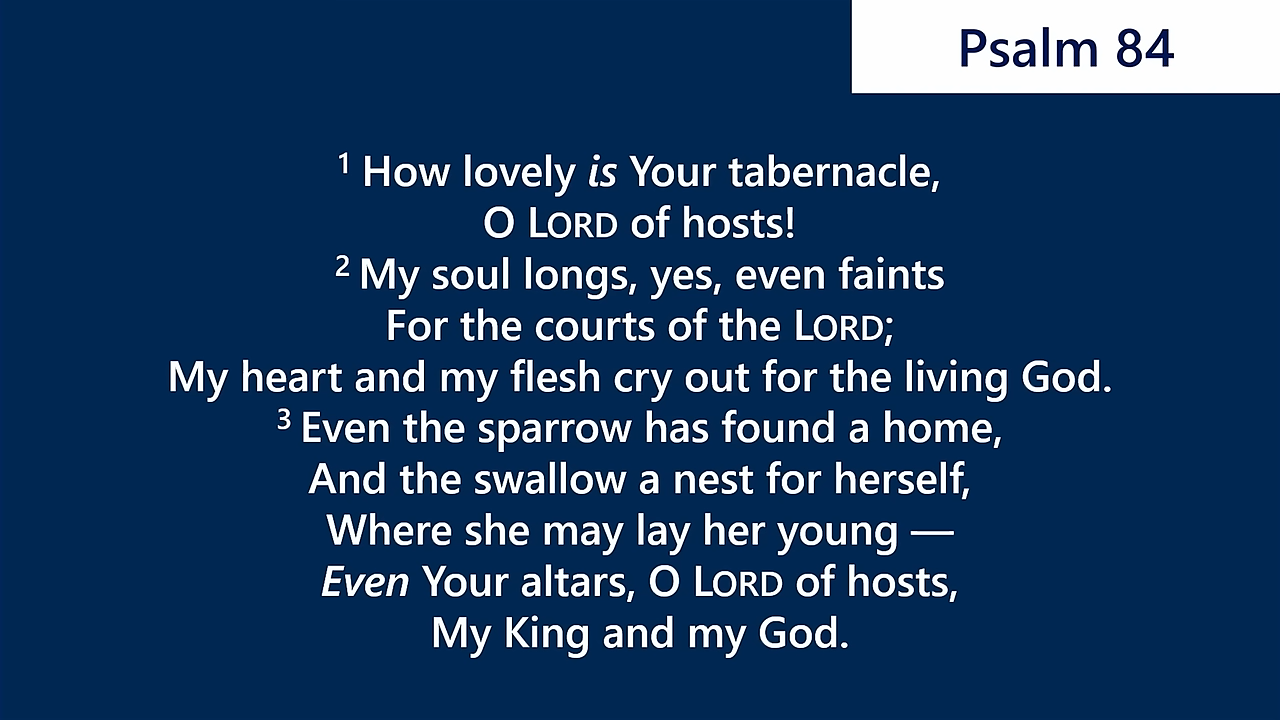 Psalm 84
1 How lovely is Your tabernacle,
O LORD of hosts!
2 My soul longs, yes, even faints
For the courts of the LORD;
My heart and my flesh cry out for the living God.
3 Even the sparrow has found a home,
And the swallow a nest for herself,
Where she may lay her young —
Even Your altars, O LORD of hosts,
My King and my God.